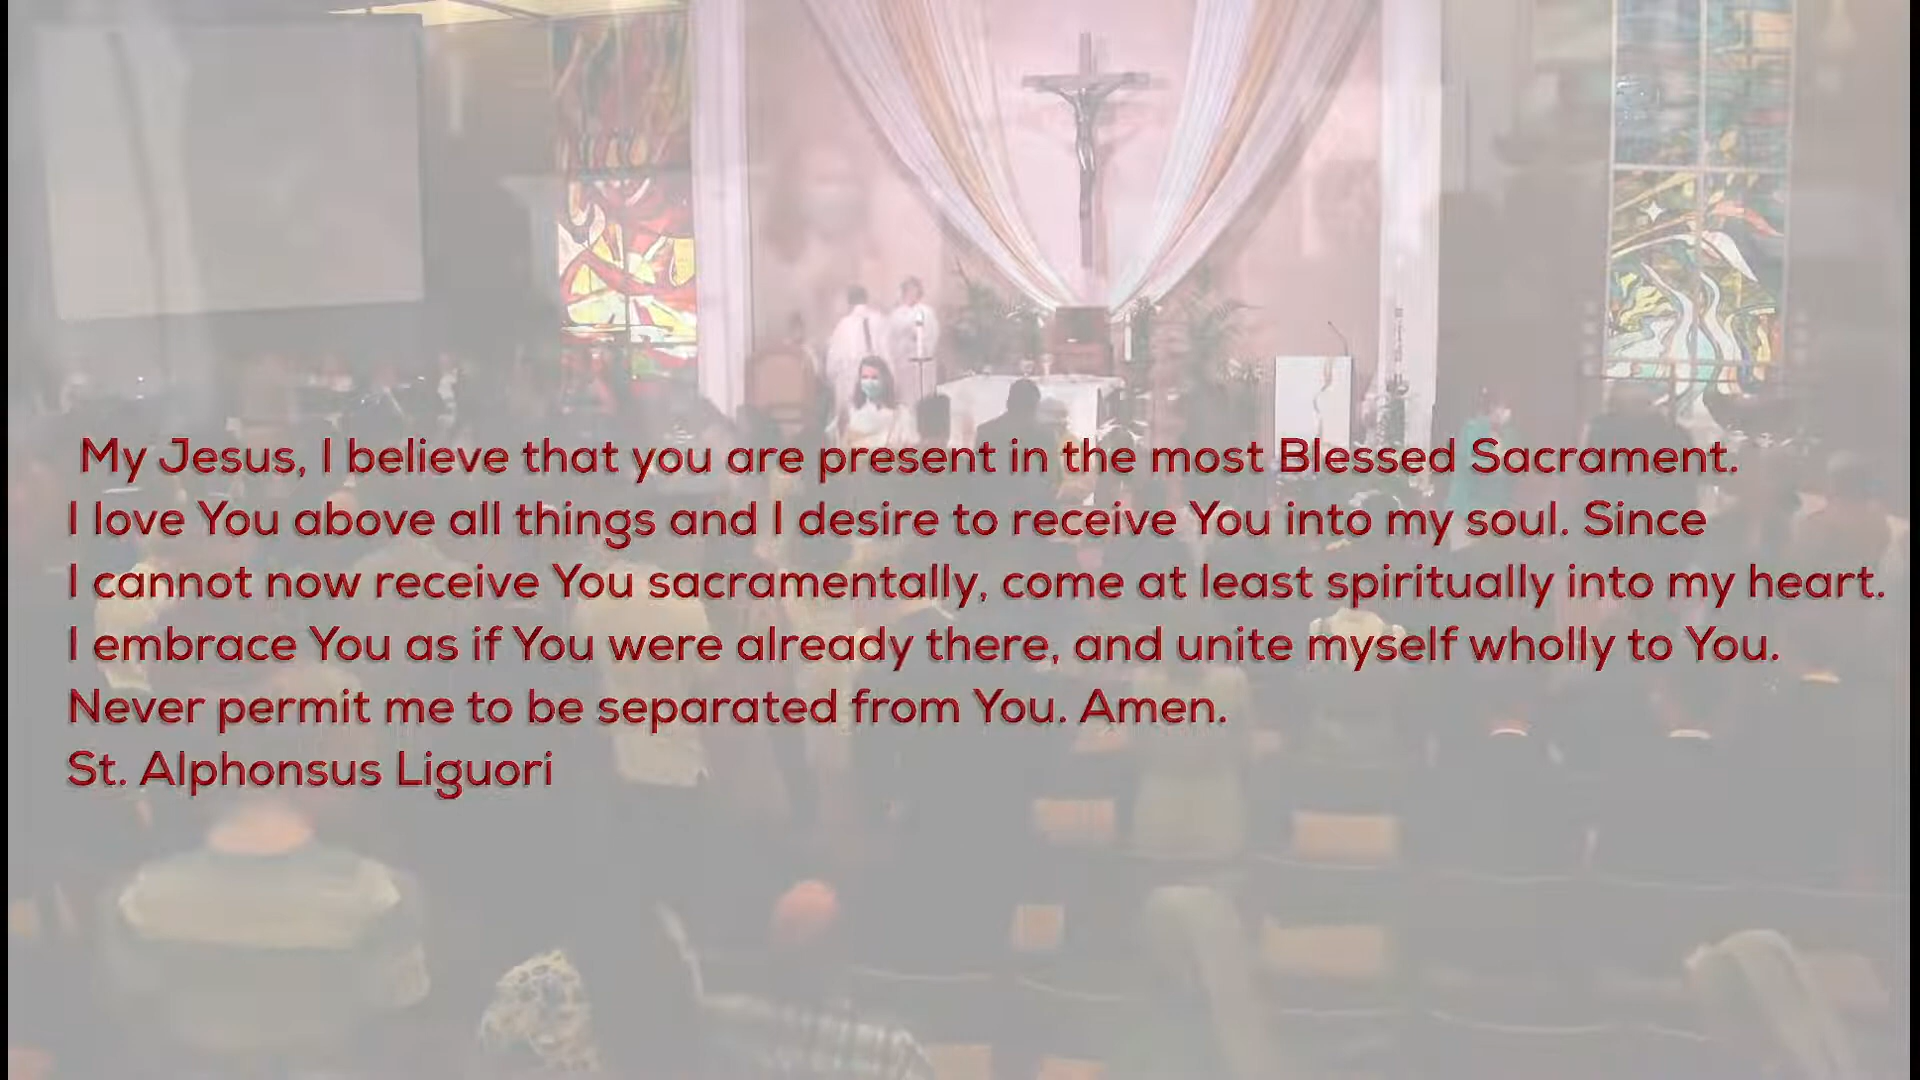 My Jesus, I believe that you are present in the most Blessed Sacrament.
I love You above all things and I desire to receive You into my soul. Since
I cannot now receive You sacramentally, come at least spiritually into my heart.
I embrace You as if You were already there, and unite myself wholly to You.
Never permit me to be separated from You. Amen.
St. Alphonsus Liguori